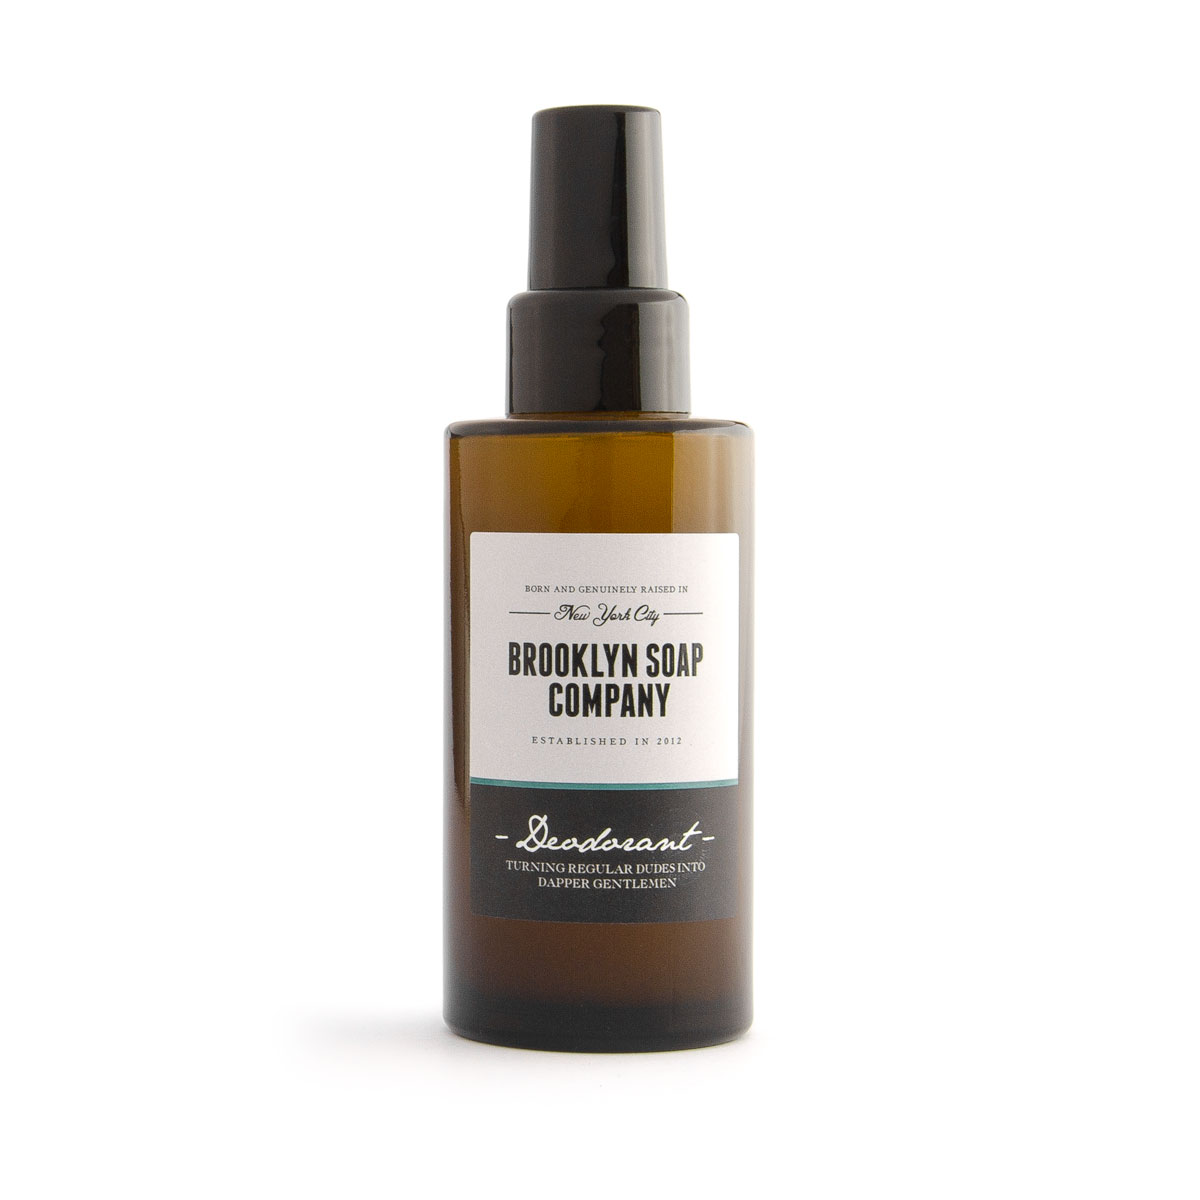 BORN AND GENUINELY RAISED IN
New York City
BROOKLYN SOAP
COMPANY
ESTABLISHED IN 2012
- Deodorant -
TURNING REGULAR DUDES INTO
DAPPER GENTLEMEN